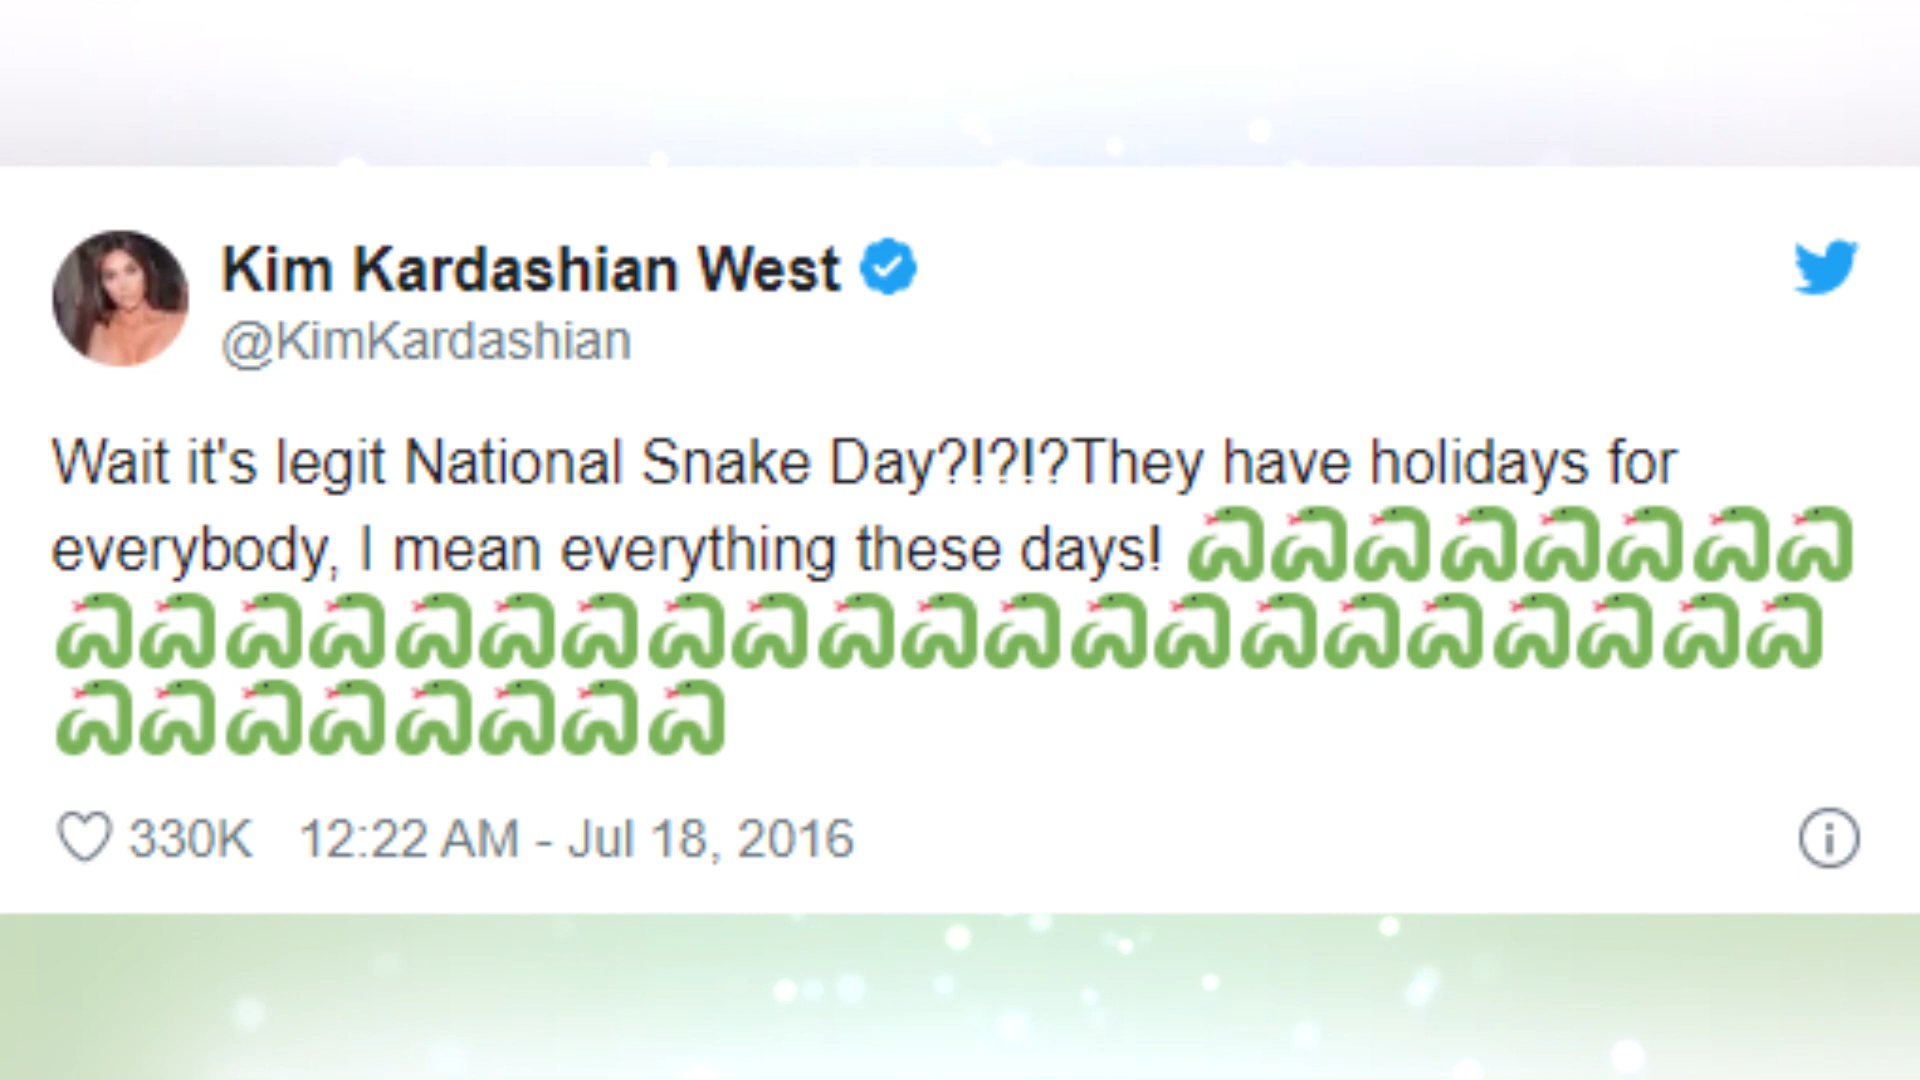 Kim Kardashian West
@KimKardashian
Wait it's legit National Snake Day?!?!?They have holidays for
everybody, I mean everything these days! 🐍🐍🐍🐍🐍🐍🐍🐍
🐍🐍🐍🐍🐍🐍🐍🐍🐍🐍🐍🐍🐍🐍🐍🐍🐍🐍🐍🐍🐍
🐍🐍🐍🐍🐍🐍🐍🐍
330K 12:22 AM - Jul 18, 2016